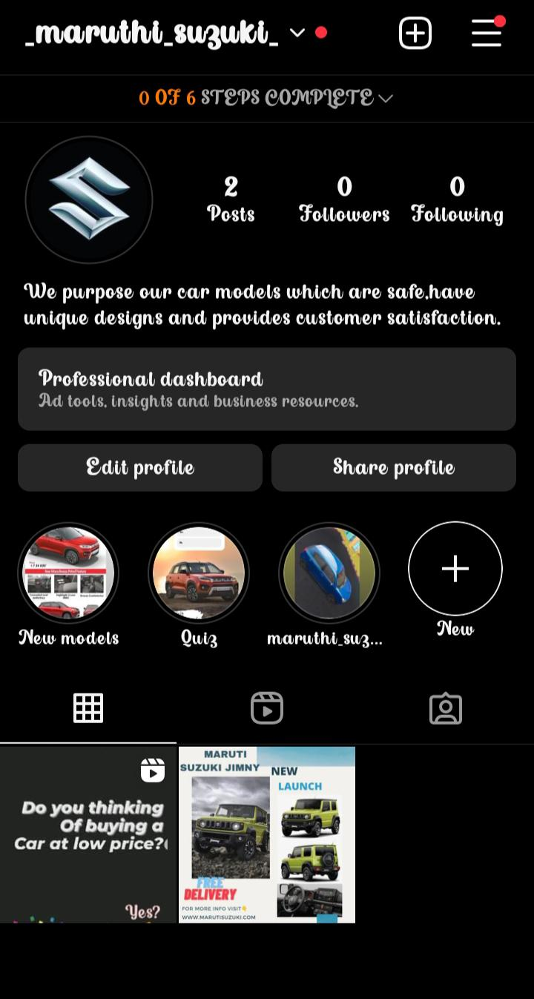 _maruthi_suzuki_
0 OF 6 STEPS COMPLETE
2
Posts
0
Followers
0
Following
We purpose our car models which are safe,have
unique designs and provides customer satisfaction.
Professional dashboard
Ad tools, insights and business resources.
Edit profile
Share profile
New models
Quiz
maruthi_suz...
New
Do you thinking
Of buying a
Car at low price?
Yes?
MARUTI
SUZUKI JIMNY
NEW
LAUNCH
FREE
DELIVERY
FOR MORE INFO VISIT👇
WWW.MARUTISUZUKI.COM